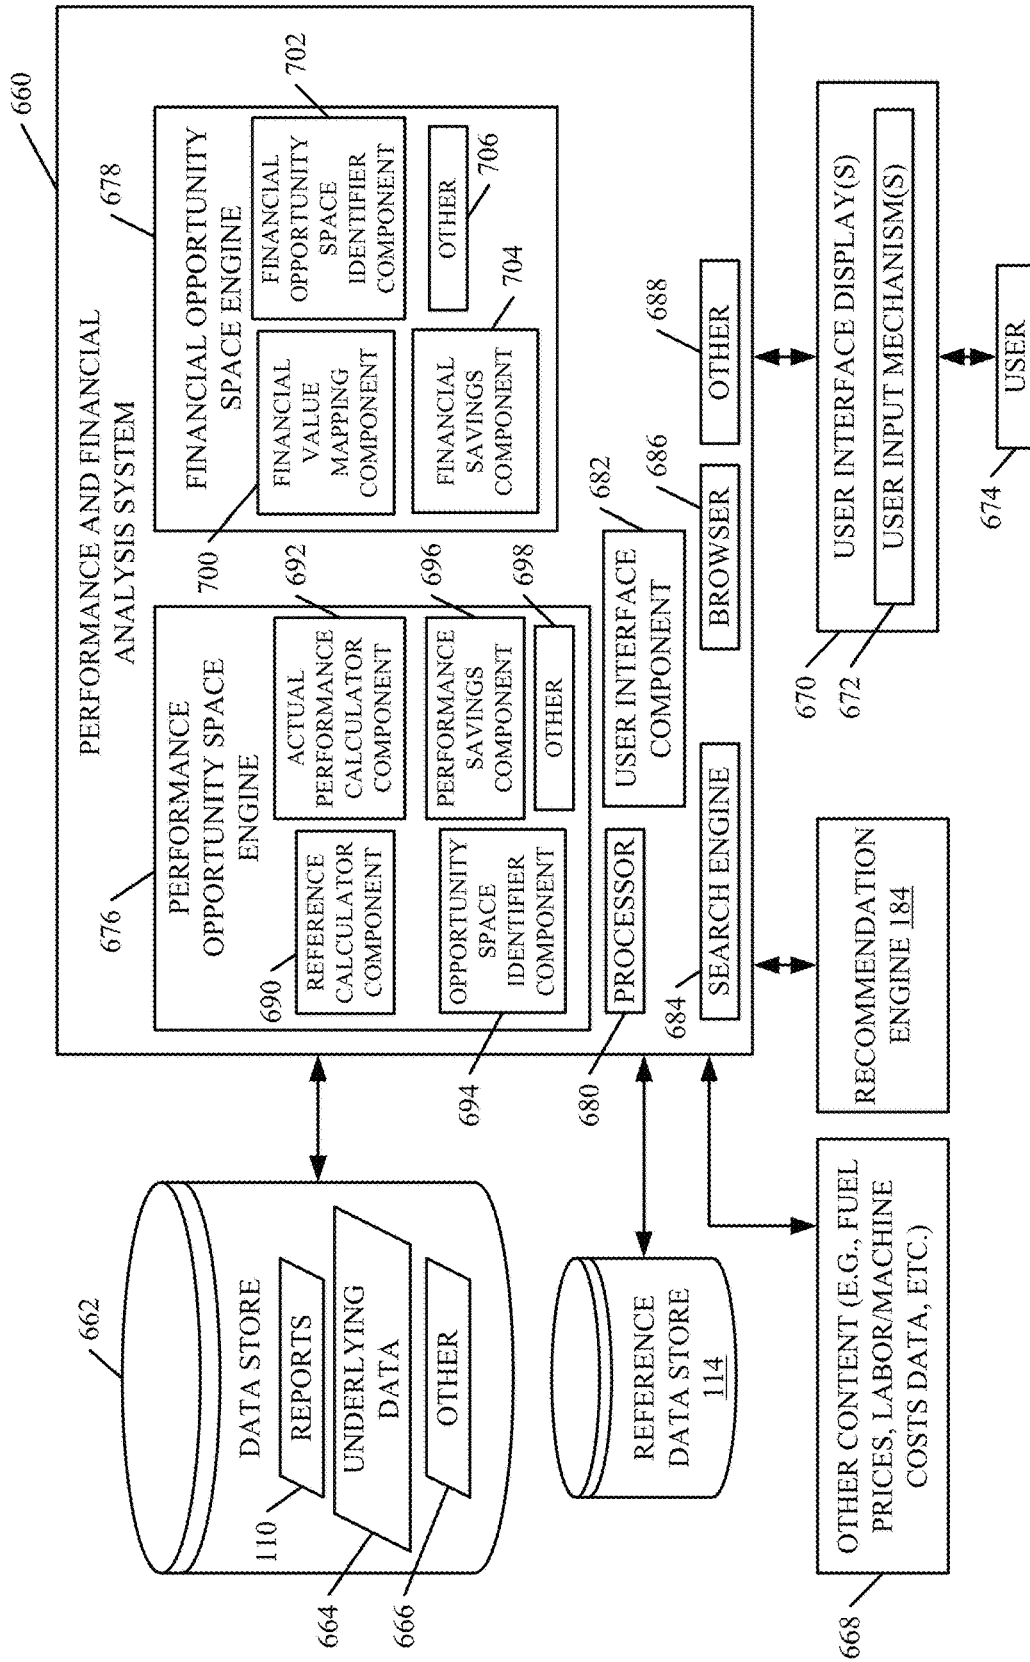 660
PERFORMANCE AND FINANCIAL
ANALYSIS SYSTEM
662
DATA STORE
110
REPORTS
664
UNDERLYING
DATA
666
OTHER
REFERENCE
DATA STORE
114
668
OTHER CONTENT (E.G., FUEL
PRICES, LABOR/MACHINE
COSTS DATA, ETC.)
676
PERFORMANCE
OPPORTUNITY SPACE
ENGINE
690
REFERENCE
CALCULATOR
COMPONENT
692
ACTUAL
PERFORMANCE
CALCULATOR
COMPONENT
694
OPPORTUNITY
SPACE
IDENTIFIER
COMPONENT
696
PERFORMANCE
SAVINGS
COMPONENT
698
OTHER
678
FINANCIAL OPPORTUNITY
SPACE ENGINE
700
FINANCIAL
VALUE
MAPPING
COMPONENT
702
FINANCIAL
OPPORTUNITY
SPACE
IDENTIFIER
COMPONENT
704
FINANCIAL
SAVINGS
COMPONENT
706
OTHER
680
PROCESSOR
682
USER INTERFACE
COMPONENT
684
SEARCH ENGINE
686
BROWSER
688
OTHER
RECOMMENDATION
ENGINE 184
670
USER INTERFACE DISPLAY(S)
672
USER INPUT MECHANISM(S)
674
USER